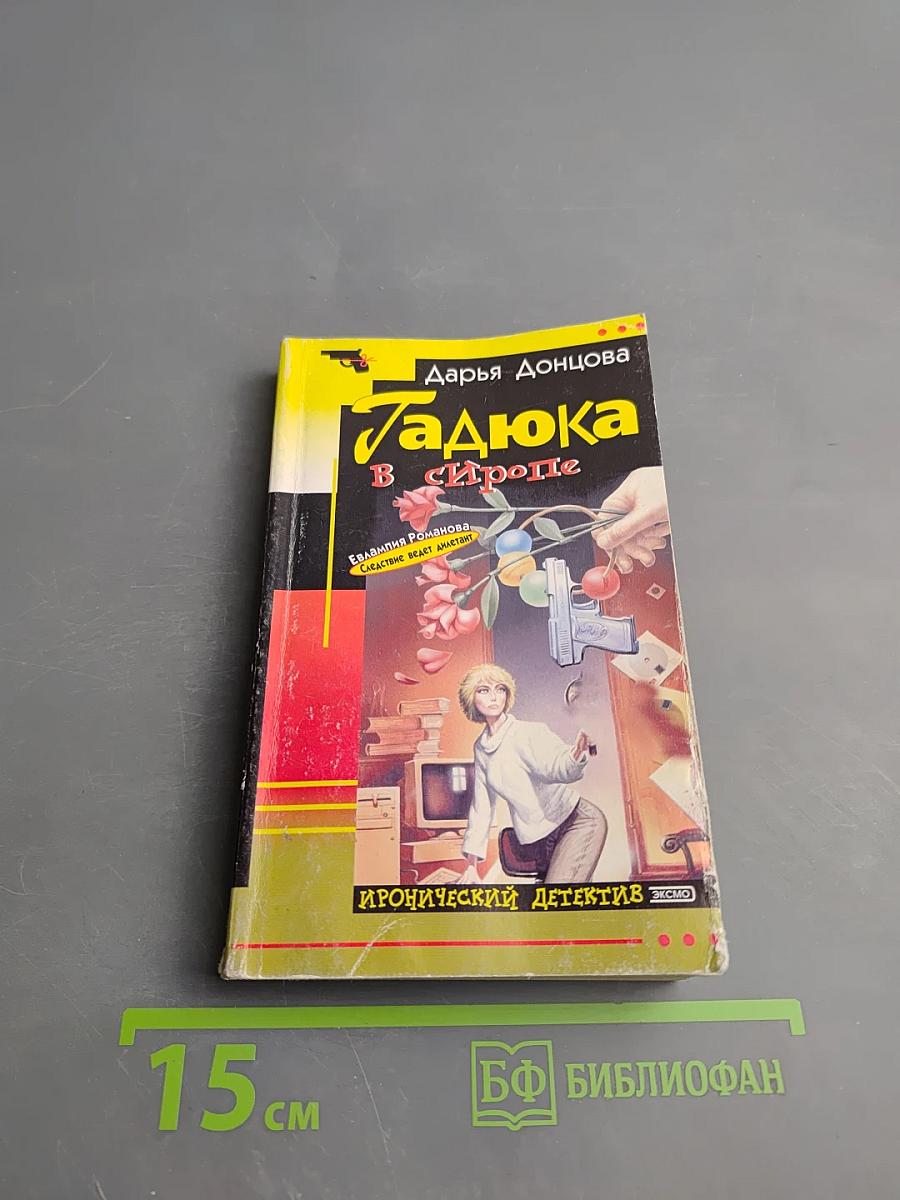 Дарья Донцова
Гадюка
в сиропе
Евлампия Романова
Следствие ведет дилетант
ИРОНИЧЕСКИЙ ДЕТЕКТИВ
ЭКСМО
15 см
БФ БИБЛИОФАН